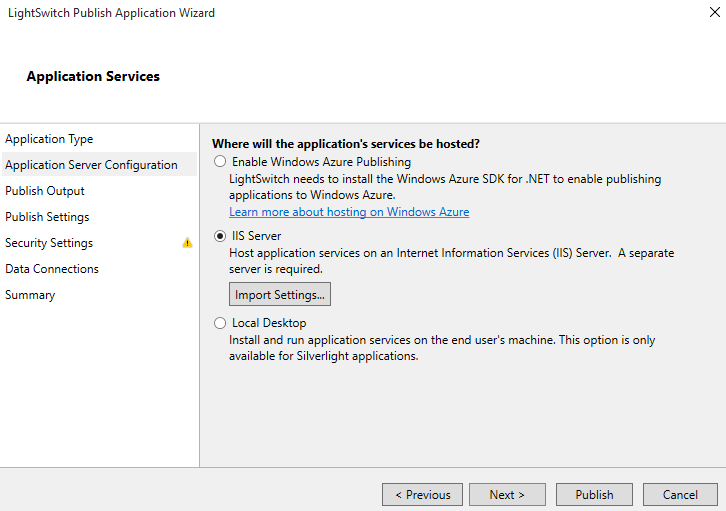 LightSwitch Publish Application Wizard
Application Services
Application Type
Application Server Configuration
Publish Output
Publish Settings
Security Settings
Data Connections
Summary
Where will the application's services be hosted?
Enable Windows Azure Publishing
LightSwitch needs to install the Windows Azure SDK for .NET to enable publishing
applications to Windows Azure.
Learn more about hosting on Windows Azure
IIS Server
Host application services on an Internet Information Services (IIS) Server.  A separate
server is required.
Import Settings...
Local Desktop
Install and run application services on the end user's machine. This option is only
available for Silverlight applications.
< Previous
Next >
Publish
Cancel